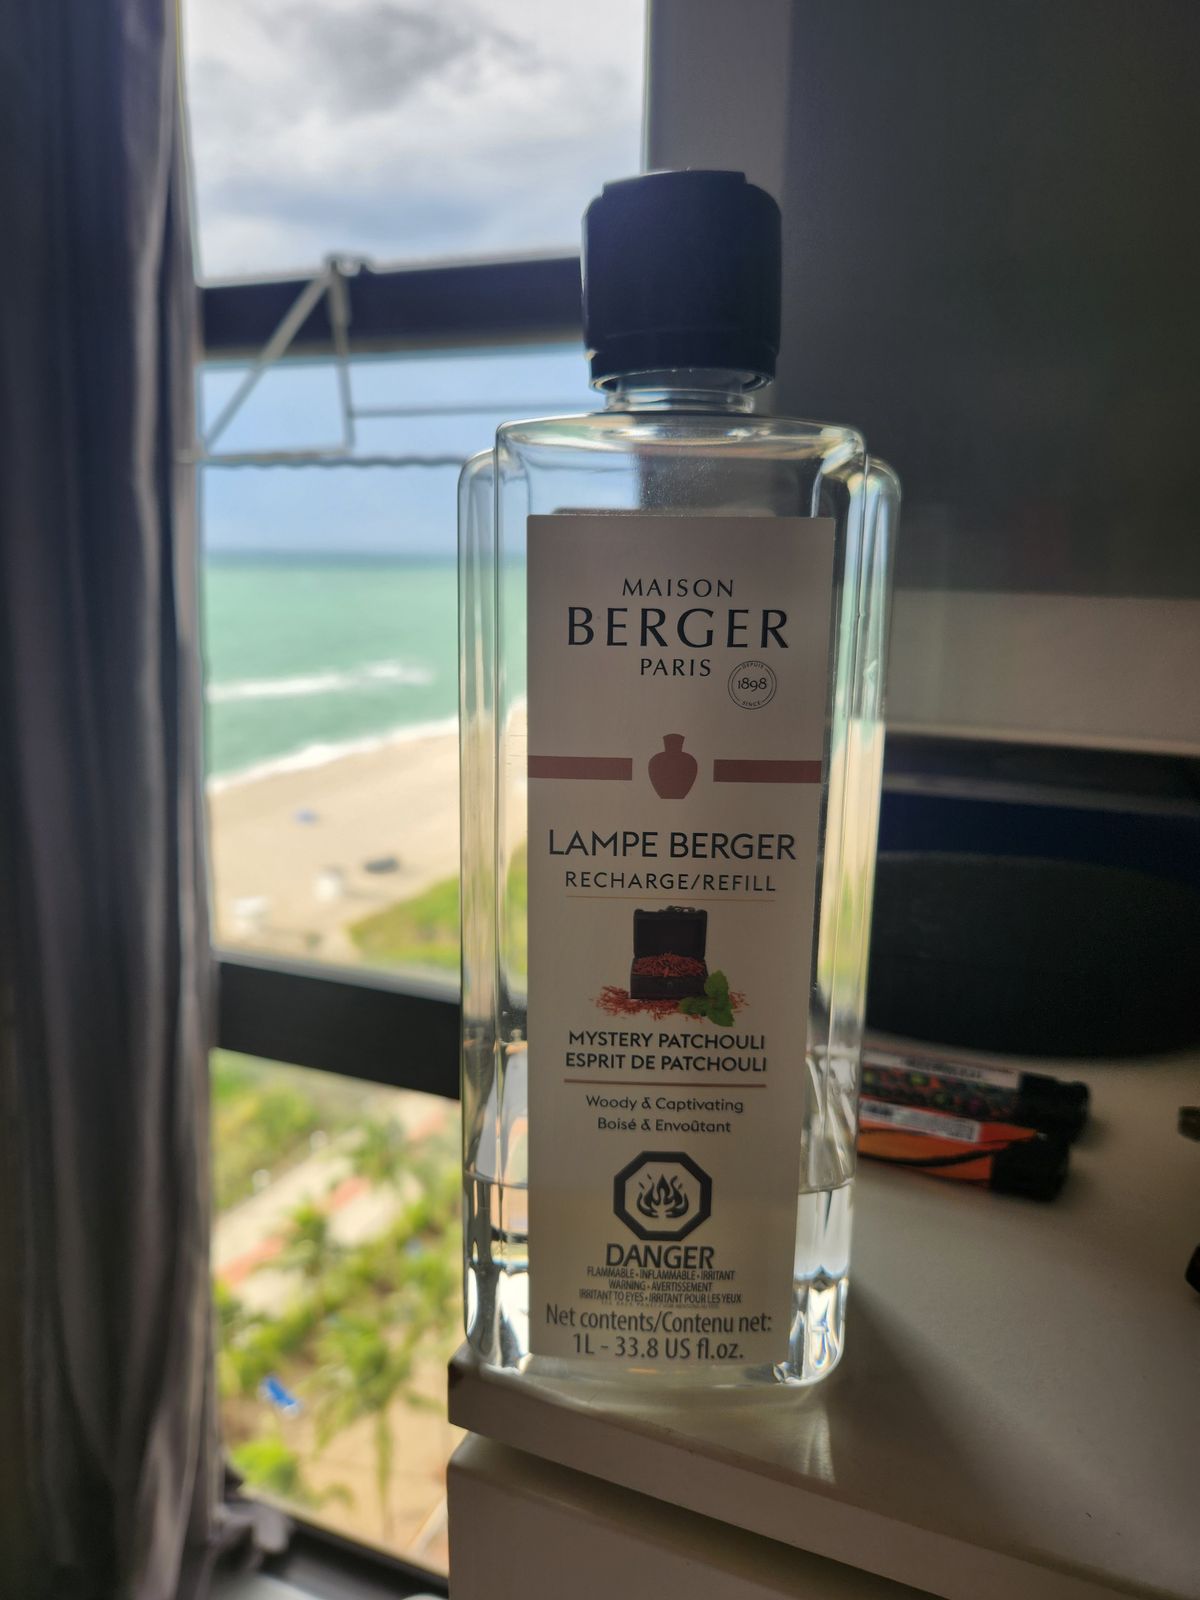 MAISON
BERGER
PARIS
DEPUIS
1898
SINCE
LAMPE BERGER
RECHARGE/REFILL
MYSTERY PATCHOULI
ESPRIT DE PATCHOULI
Woody & Captivating
Boisé & Envoûtant
DANGER
FLAMMABLE • INFLAMMABLE • IRRITANT
WARNING • AVERTISSEMENT
IRRITANT TO EYES • IRRITANT POUR LES YEUX
Net contents/Contenu net:
1L - 33.8 US fl.oz.